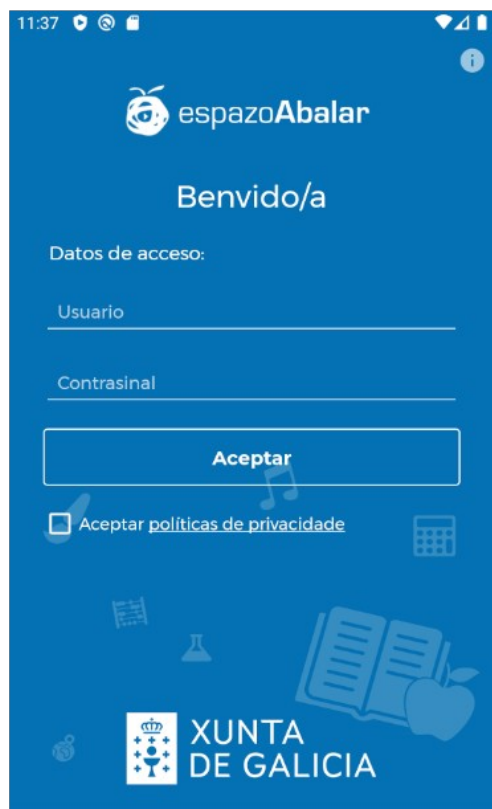 11:37
espazoAbalar
Benvido/a
Datos de acceso:
Usuario
Contrasinal
Aceptar
Aceptar políticas de privacidade
XUNTA
DE GALICIA